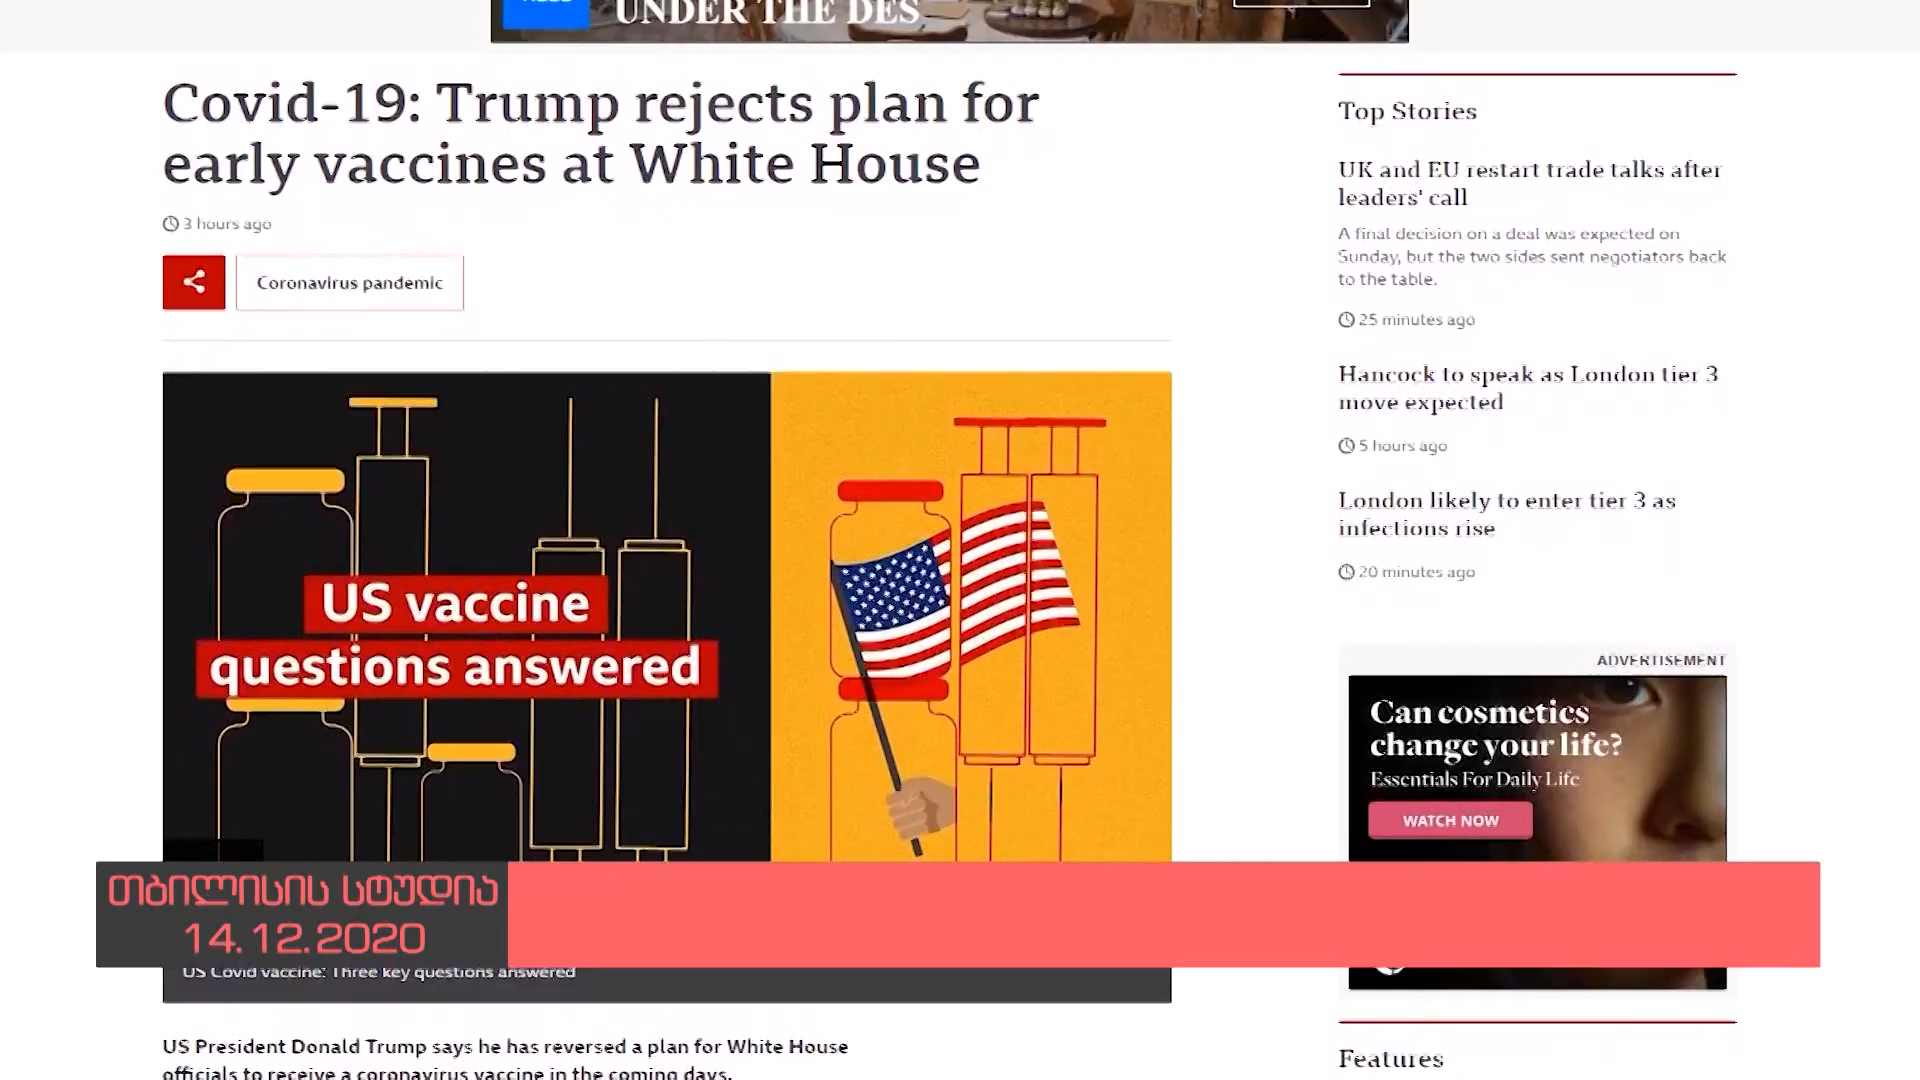 UNDER THE DES
Covid-19: Trump rejects plan for
early vaccines at White House
3 hours ago
Coronavirus pandemic
US vaccine
questions answered
თბილისის სტუდია
14.12.2020
US Covid vaccine: Three key questions answered
US President Donald Trump says he has reversed a plan for White House
officials to receive a coronavirus vaccine in the coming days.
Top Stories
UK and EU restart trade talks after
leaders' call
A final decision on a deal was expected on
Sunday, but the two sides sent negotiators back
to the table.
25 minutes ago
Hancock to speak as London tier 3
move expected
5 hours ago
London likely to enter tier 3 as
infections rise
20 minutes ago
ADVERTISEMENT
Can cosmetics
change your life?
Essentials For Daily Life
WATCH NOW
Features